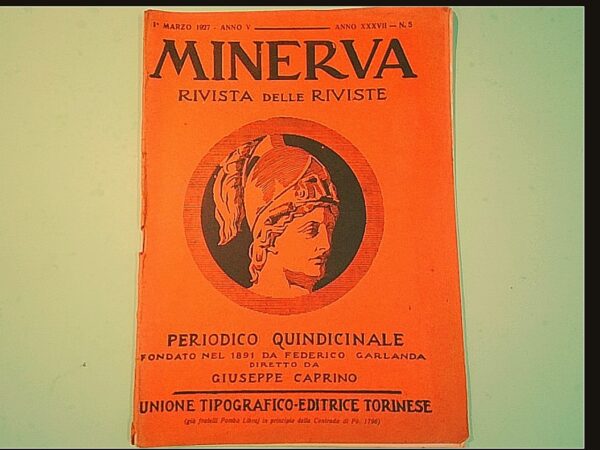 1° MARZO 1927 - ANNO V ANNO XXXVII - N. 5
MINERVA
RIVISTA DELLE RIVISTE
PERIODICO QUINDICINALE
FONDATO NEL 1891 DA FEDERICO GARLANDA
DIRETTO DA
GIUSEPPE CAPRINO
UNIONE TIPOGRAFICO-EDITRICE TORINESE
(già fratelli Pomba Libraj in principio della Contrada di Po. 1796)